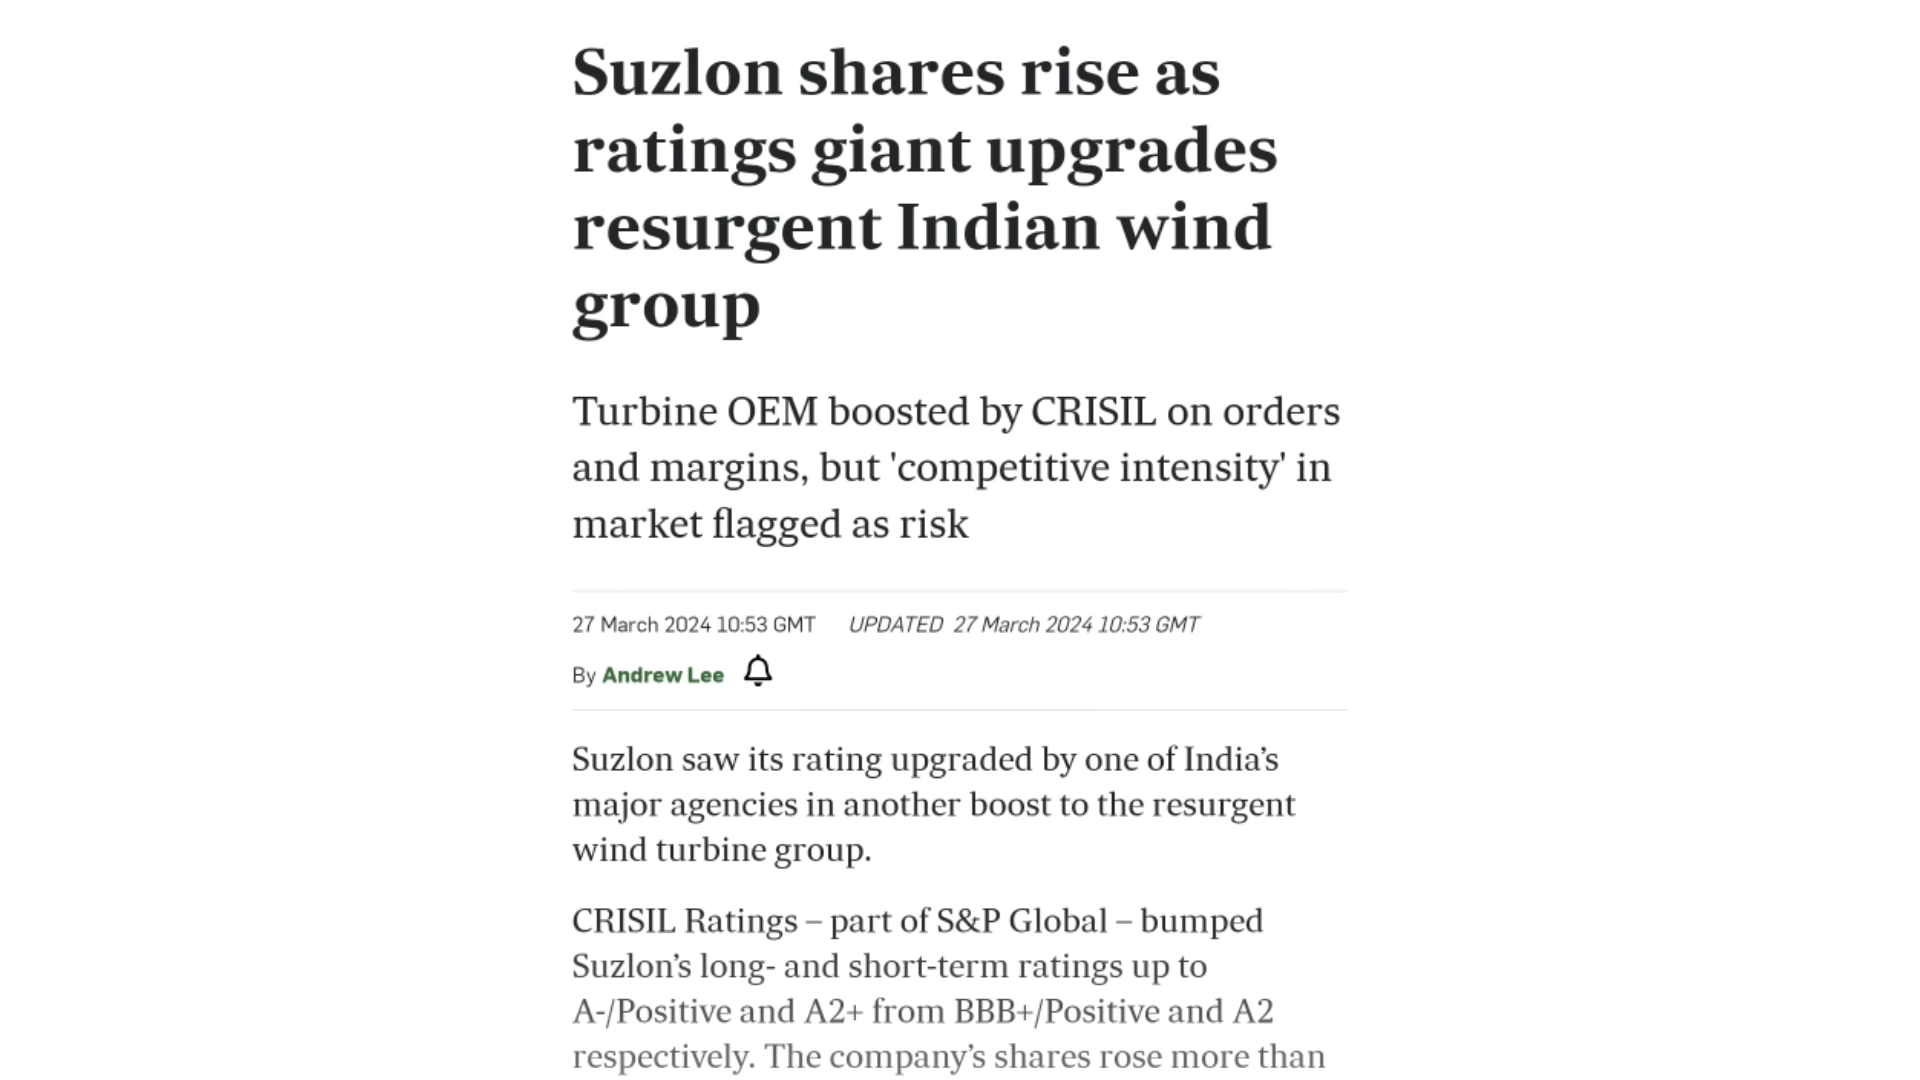 Suzlon shares rise as
ratings giant upgrades
resurgent Indian wind
group
Turbine OEM boosted by CRISIL on orders
and margins, but 'competitive intensity' in
market flagged as risk
27 March 2024 10:53 GMT UPDATED 27 March 2024 10:53 GMT
By Andrew Lee
Suzlon saw its rating upgraded by one of India’s
major agencies in another boost to the resurgent
wind turbine group.
CRISIL Ratings – part of S&P Global – bumped
Suzlon’s long- and short-term ratings up to
A-/Positive and A2+ from BBB+/Positive and A2
respectively. The company’s shares rose more than